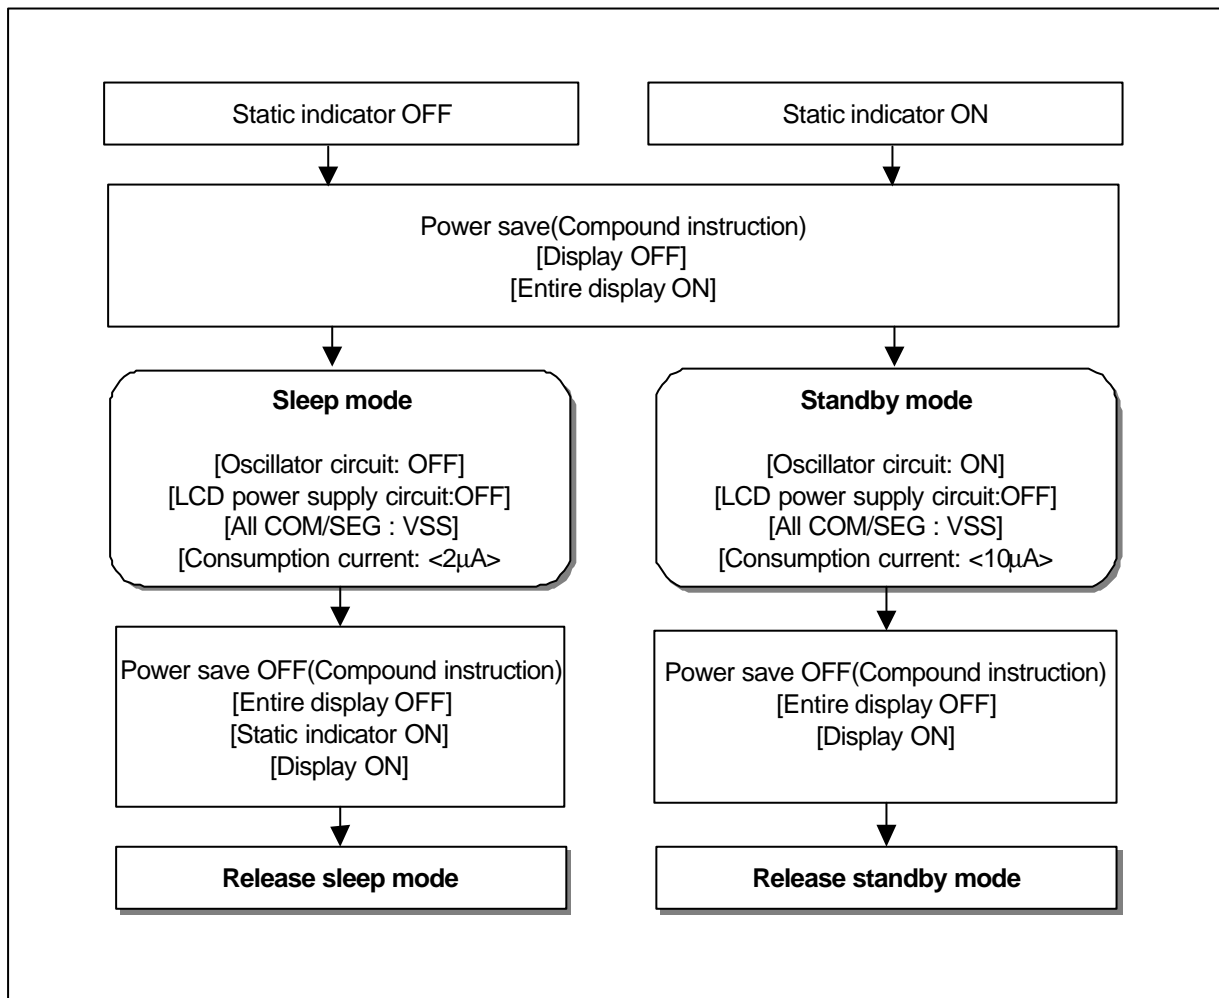 Static indicator OFF
Static indicator ON
Power save(Compound instruction)
[Display OFF]
[Entire display ON]
Sleep mode
[Oscillator circuit: OFF]
[LCD power supply circuit:OFF]
[All COM/SEG : VSS]
[Consumption current: <2μA>
Standby mode
[Oscillator circuit: ON]
[LCD power supply circuit:OFF]
[All COM/SEG : VSS]
[Consumption current: <10μA>
Power save OFF(Compound instruction)
[Entire display OFF]
[Static indicator ON]
[Display ON]
Power save OFF(Compound instruction)
[Entire display OFF]
[Display ON]
Release sleep mode
Release standby mode